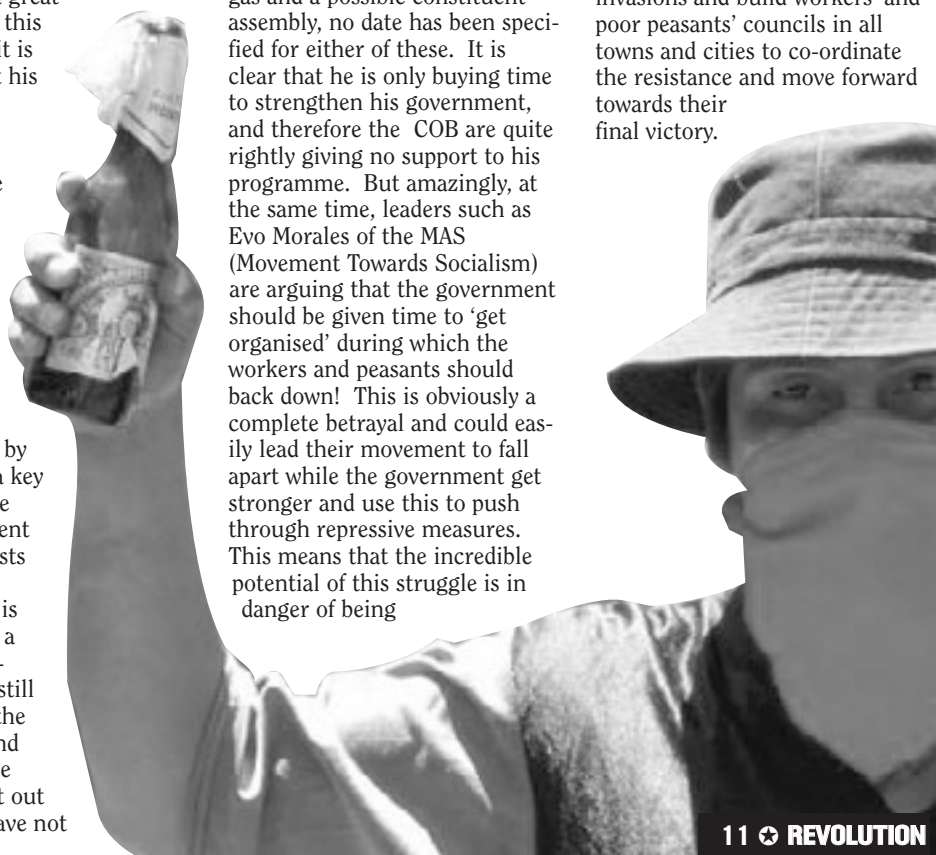 great
this
it is
his
by
key
is
a
still
the
out
not
gas and a possible constituent
assembly, no date has been speci-
fied for either of these. It is
clear that he is only buying time
to strengthen his government,
and therefore the COB are quite
rightly giving no support to his
programme. But amazingly, at
the same time, leaders such as
Evo Morales of the MAS
(Movement Towards Socialism)
are arguing that the government
should be given time to ‘get
organised’ during which the
workers and peasants should
back down! This is obviously a
complete betrayal and could eas-
ily lead their movement to fall
apart while the government get
stronger and use this to push
through repressive measures.
This means that the incredible
potential of this struggle is in
danger of being
invasions and build workers’ and
poor peasants’ councils in all
towns and cities to co-ordinate
the resistance and move forward
towards their
final victory.
11 ✪ REVOLUTION